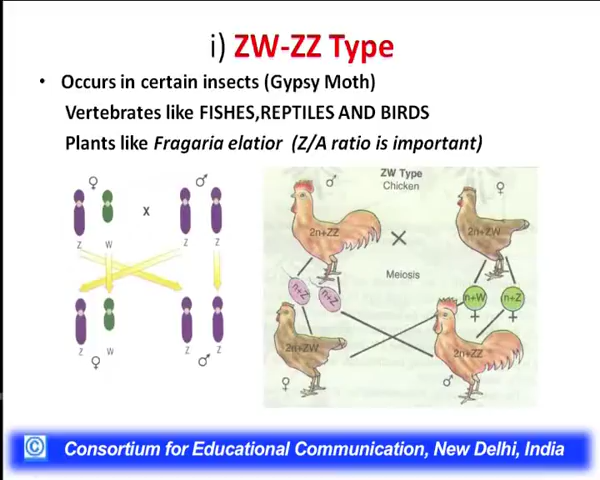 i) ZW-ZZ Type
• Occurs in certain insects (Gypsy Moth)
Vertebrates like FISHES,REPTILES AND BIRDS
Plants like Fragaria elatior (Z/A ratio is important)
♀ ♂
X
Z W Z Z
Z W Z Z
♀ ♂
ZW Type
Chicken
♂ ♀
2n+ZZ 2n+ZW
Meiosis
n+Z n+Z n+W n+Z
2n+ZW 2n+ZZ
♀ ♂
© Consortium for Educational Communication, New Delhi, India